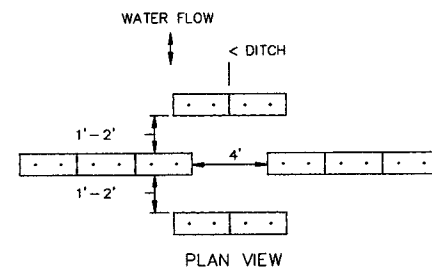 WATER FLOW
< DITCH
1'-2'
4'
1'-2'
PLAN VIEW